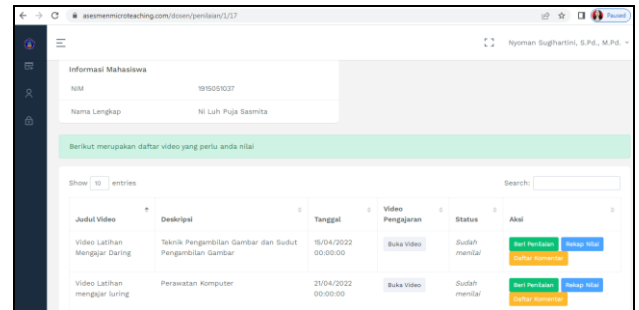 asesmenmicroteaching.com/dosen/penilaian/1/17
Paused
Nyoman Sugihartini, S.Pd., M.Pd.
Informasi Mahasiswa
NIM 1915051037
Nama Lengkap Ni Luh Puja Sasmita
Berikut merupakan daftar video yang perlu anda nilai
Show 10 entries Search:
Judul Video Deskripsi Tanggal Video Pengajaran Status Aksi
Video Latihan Mengajar Daring
Teknik Pengambilan Gambar dan Sudut Pengambilan Gambar
15/04/2022 00:00:00
Buka Video
Sudah menilai
Beri Penilaian Rekap Nilai
Daftar Komentar
Video Latihan mengajar luring
Perawatan Komputer
21/04/2022 00:00:00
Buka Video
Sudah menilai
Beri Penilaian Rekap Nilai
Daftar Komentar